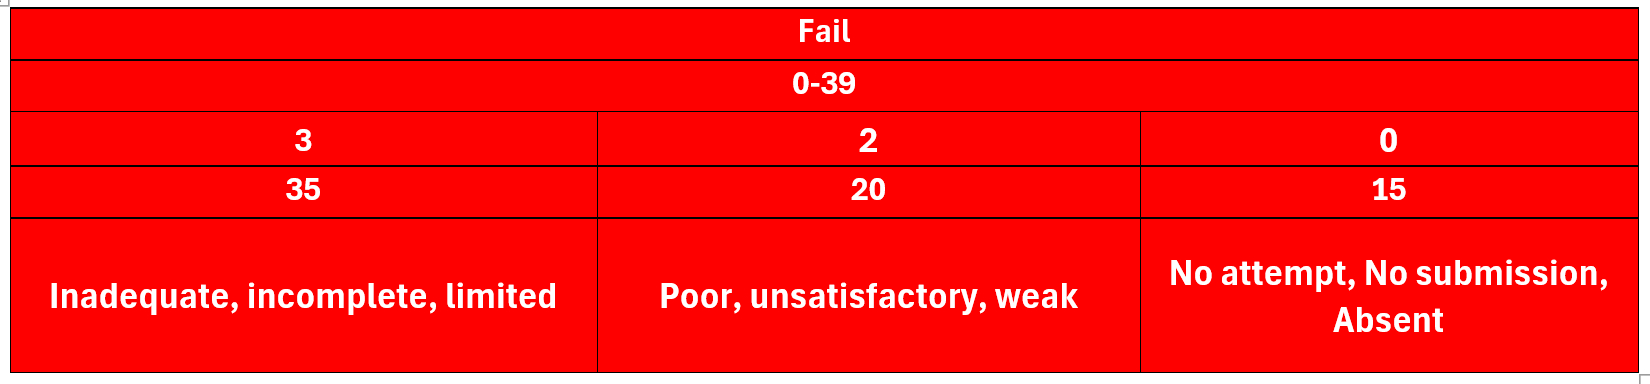 Fail
0-39
3 2 0
35 20 15
Inadequate, incomplete, limited Poor, unsatisfactory, weak No attempt, No submission,
Absent